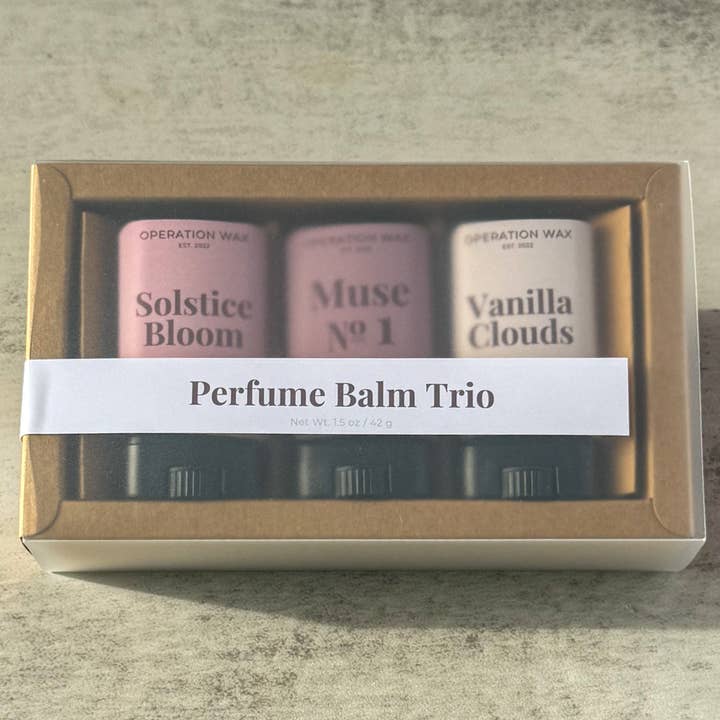 OPERATION WAX
EST. 2022
Solstice
Bloom
OPERATION WAX
Muse
Nº 1
OPERATION WAX
EST. 2022
Vanilla
Clouds
Perfume Balm Trio
Net Wt. 1.5 oz / 42 g